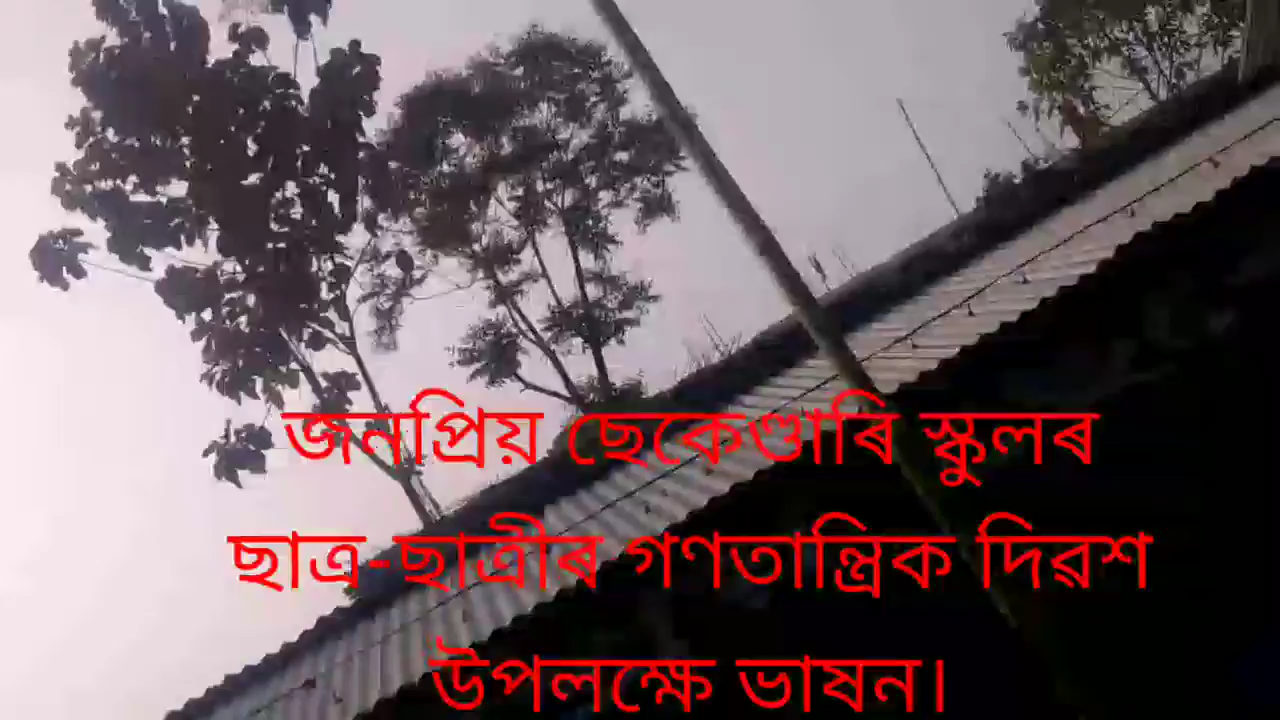 জনপ্ৰিয় ছেকেণ্ডাৰি স্কুলৰ
ছাত্ৰ-ছাত্ৰীৰ গণতান্ত্ৰিক দিৱশ
উপলক্ষে ভাষন।